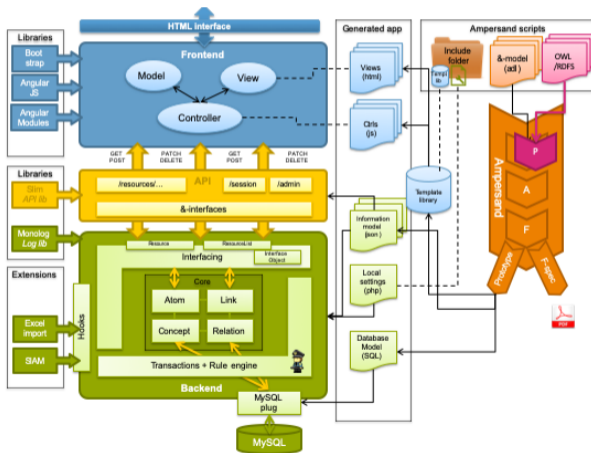 HTML interface
Libraries
Boot
strap
Angular
JS
Angular
Modules
Frontend
Model
View
Controller
GET
POST
PATCH
DELETE
GET
POST
PATCH
DELETE
Libraries
Slim
API lib
Monolog
Log lib
API
/resources/...
/session
/admin
&-interfaces
Extensions
Excel
import
SIAM
Hooks
Resource
ResourceList
Interfacing
Interface
Object
Core
Atom
Link
Concept
Relation
Transactions + Rule engine
Backend
MySQL
plug
MySQL
Generated app
Views
(html)
Ctrls
(js)
Template
library
Information
model
(json)
Local
settings
(php)
Database
Model
(SQL)
Ampersand scripts
Include
folder
Templ
lib
&-model
(adl)
OWL
/RDFS
P
A
F
Ampersand
Prototype
F-spec
PDF